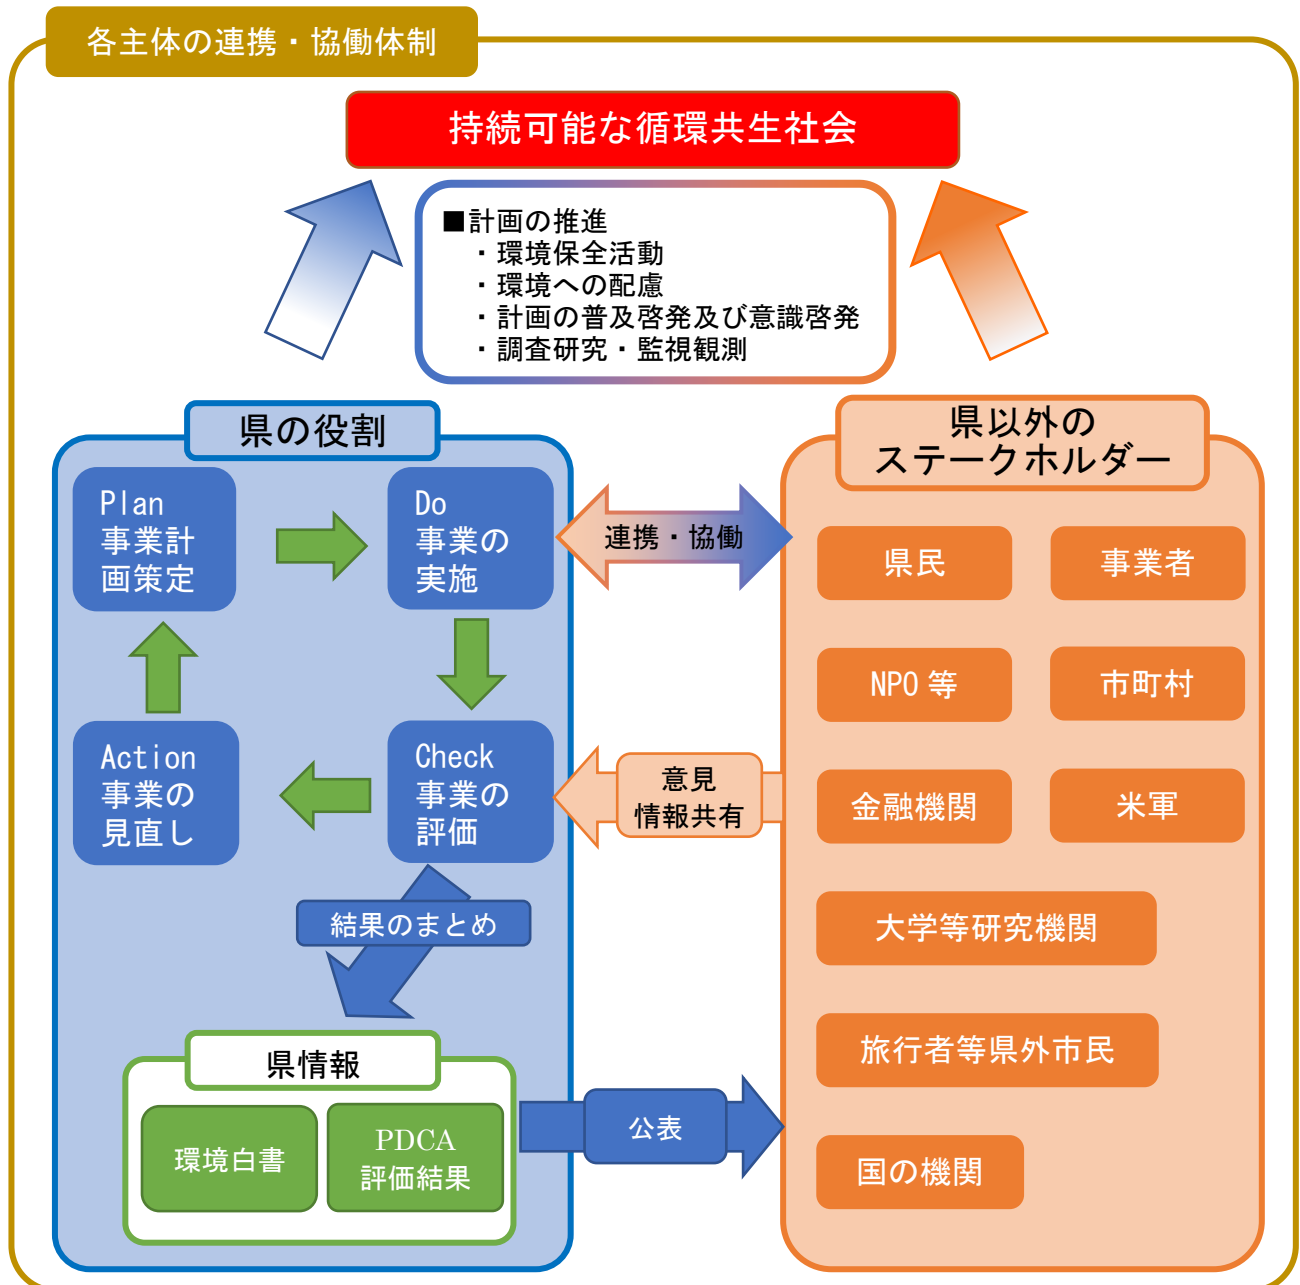 各主体の連携・協働体制
持続可能な循環共生社会
■計画の推進
・環境保全活動
・環境への配慮
・計画の普及啓発及び意識啓発
・調査研究・監視観測
県の役割
Plan
事業計
画策定
Do
事業の
実施
Action
事業の
見直し
Check
事業の
評価
結果のまとめ
県情報
環境白書
PDCA
評価結果
連携・協働
意見
情報共有
公表
県以外の
ステークホルダー
県民
事業者
NPO 等
市町村
金融機関
米軍
大学等研究機関
旅行者等県外市民
国の機関